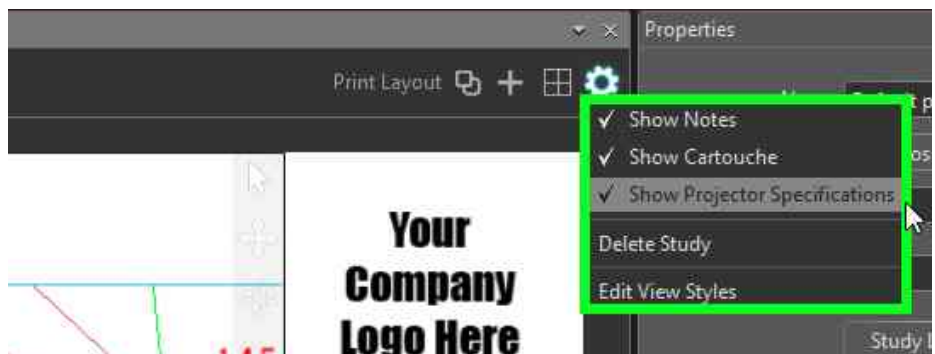 Properties
Print Layout
Show Notes
Show Cartouche
Show Projector Specifications
Delete Study
Edit View Styles
Your
Company
Logo Here
Study